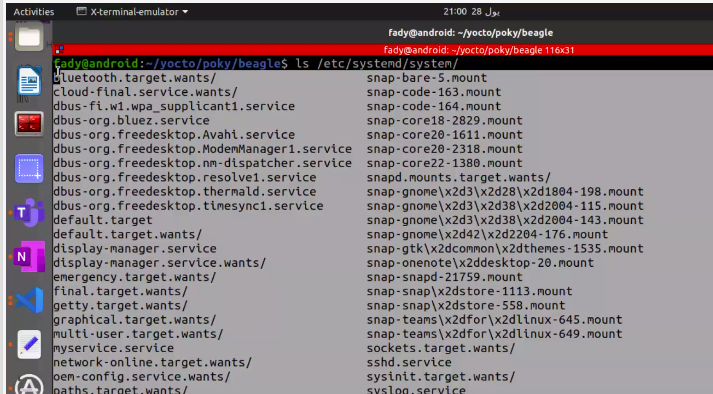 Activities X-terminal-emulator 21:00 28 يول
fady@android: ~/yocto/poky/beagle
fady@android: ~/yocto/poky/beagle 116x31
fady@android:~/yocto/poky/beagle$ ls /etc/systemd/system/
bluetooth.target.wants/ snap-bare-5.mount
cloud-final.service.wants/ snap-code-163.mount
dbus-fi.w1.wpa_supplicant1.service snap-code-164.mount
dbus-org.bluez.service snap-core18-2829.mount
dbus-org.freedesktop.Avahi.service snap-core20-1611.mount
dbus-org.freedesktop.ModemManager1.service snap-core20-2318.mount
dbus-org.freedesktop.nm-dispatcher.service snap-core22-1380.mount
dbus-org.freedesktop.resolve1.service snapd.mounts.target.wants/
dbus-org.freedesktop.thermald.service snap-gnome\x2d3\x2d28\x2d1804-198.mount
dbus-org.freedesktop.timesync1.service snap-gnome\x2d3\x2d38\x2d2004-115.mount
default.target snap-gnome\x2d3\x2d38\x2d2004-143.mount
default.target.wants/ snap-gnome\x2d42\x2d2204-176.mount
display-manager.service snap-gtk\x2dcommon\x2dthemes-1535.mount
display-manager.service.wants/ snap-onenote\x2ddesktop-20.mount
emergency.target.wants/ snap-snapd-21759.mount
final.target.wants/ snap-snap\x2dstore-1113.mount
getty.target.wants/ snap-snap\x2dstore-558.mount
graphical.target.wants/ snap-teams\x2dfor\x2dlinux-645.mount
multi-user.target.wants/ snap-teams\x2dfor\x2dlinux-649.mount
myservice.service sockets.target.wants/
network-online.target.wants/ sshd.service
oem-config.service.wants/ sysinit.target.wants/
paths.target.wants/ syslog.service